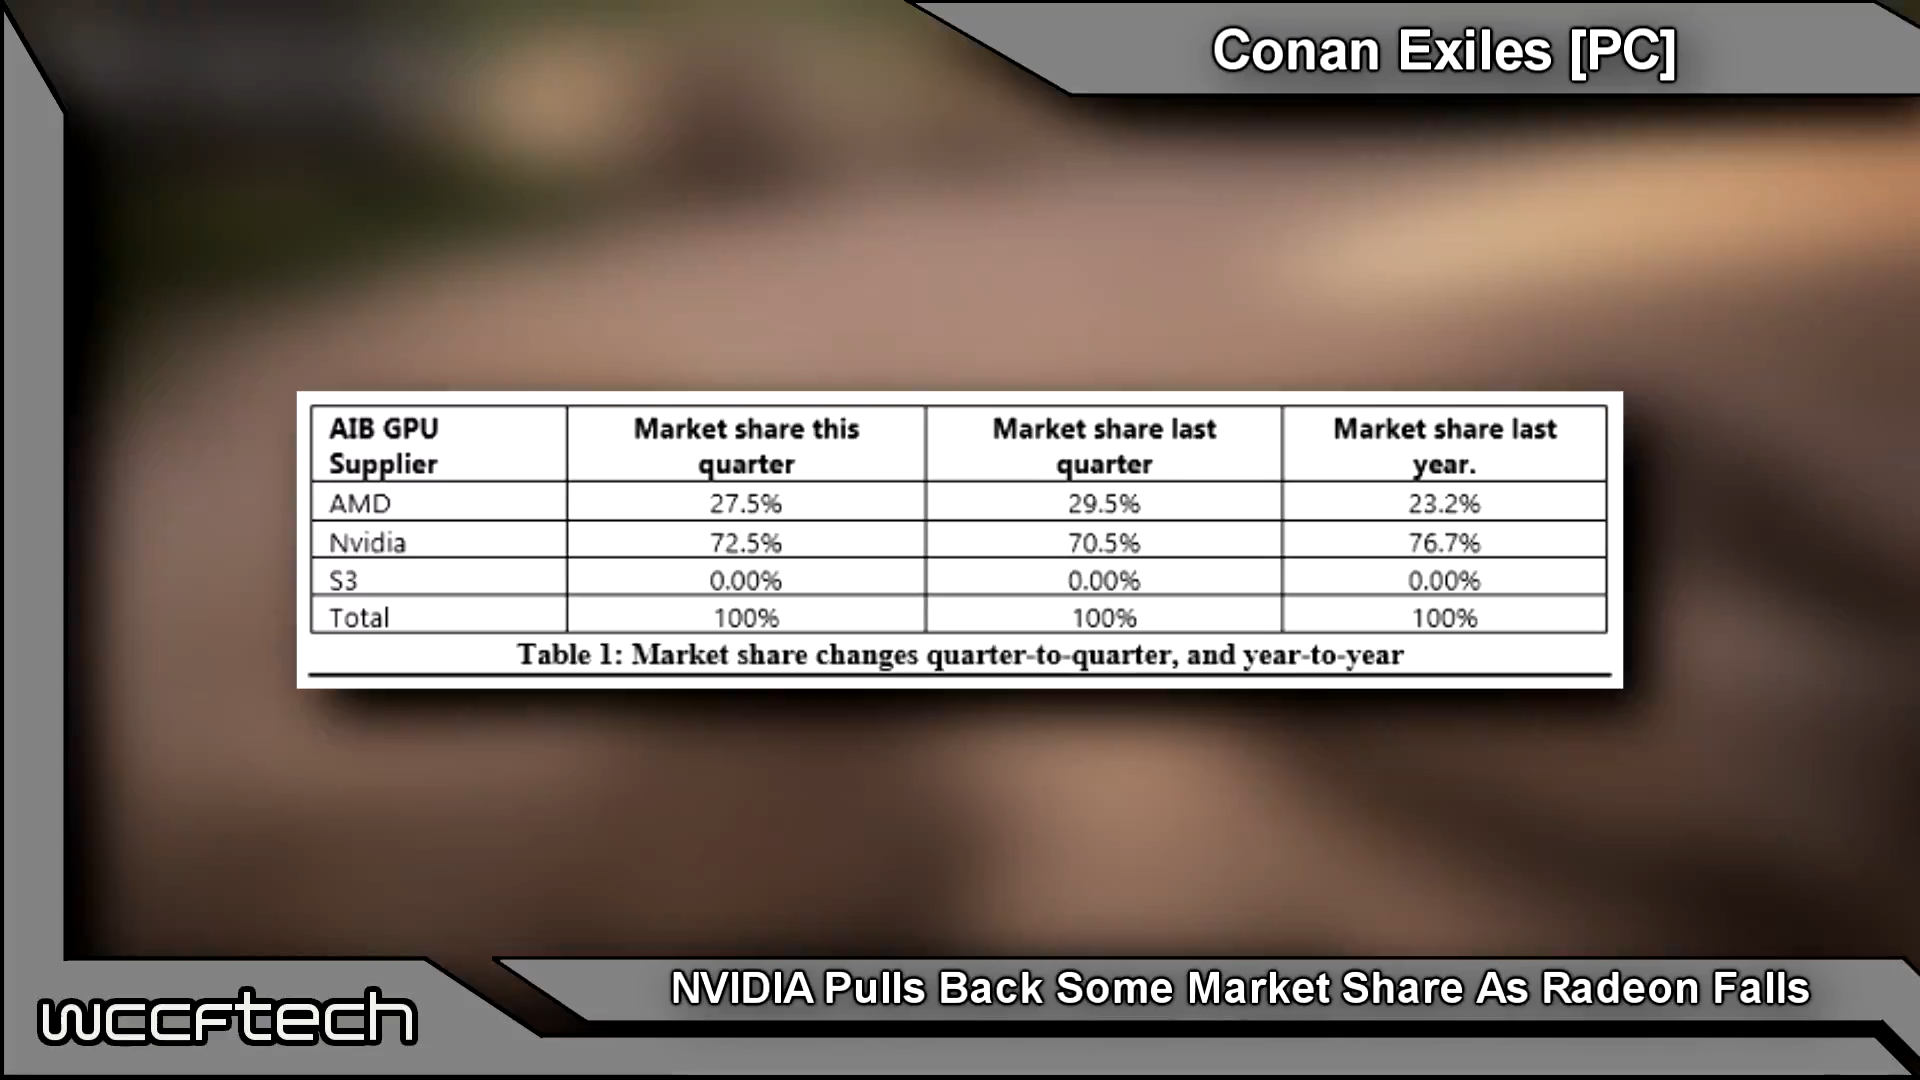 Conan Exiles [PC]
AIB GPU Supplier | Market share this quarter | Market share last quarter | Market share last year.
AMD | 27.5% | 29.5% | 23.2%
Nvidia | 72.5% | 70.5% | 76.7%
S3 | 0.00% | 0.00% | 0.00%
Total | 100% | 100% | 100%
Table 1: Market share changes quarter-to-quarter, and year-to-year
NVIDIA Pulls Back Some Market Share As Radeon Falls
wccftech